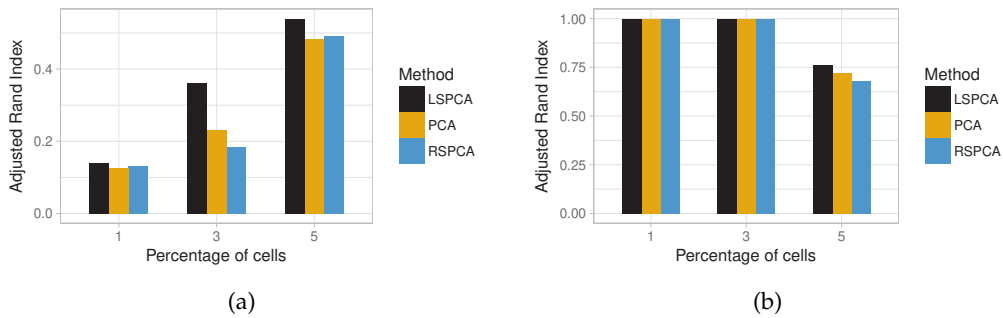 Adjusted Rand Index
0.4
0.2
0.0
1
3
5
Percentage of cells
Method
LSPCA
PCA
RSPCA
(a)
Adjusted Rand Index
1.00
0.75
0.50
0.25
0.00
1
3
5
Percentage of cells
Method
LSPCA
PCA
RSPCA
(b)